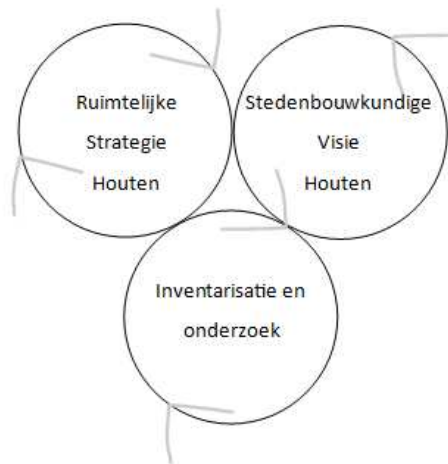 Ruimtelijke
Strategie
Houten
Stedenbouwkundige
Visie
Houten
Inventarisatie en
onderzoek